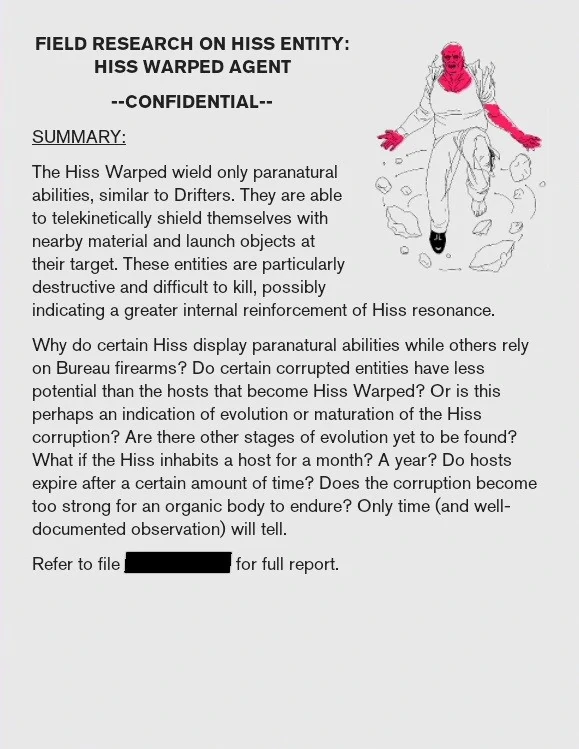 FIELD RESEARCH ON HISS ENTITY:
HISS WARPED AGENT
--CONFIDENTIAL--
SUMMARY:
The Hiss Warped wield only paranatural
abilities, similar to Drifters. They are able
to telekinetically shield themselves with
nearby material and launch objects at
their target. These entities are particularly
destructive and difficult to kill, possibly
indicating a greater internal reinforcement of Hiss resonance.
Why do certain Hiss display paranatural abilities while others rely
on Bureau firearms? Do certain corrupted entities have less
potential than the hosts that become Hiss Warped? Or is this
perhaps an indication of evolution or maturation of the Hiss
corruption? Are there other stages of evolution yet to be found?
What if the Hiss inhabits a host for a month? A year? Do hosts
expire after a certain amount of time? Does the corruption become
too strong for an organic body to endure? Only time (and well-
documented observation) will tell.
Refer to file for full report.